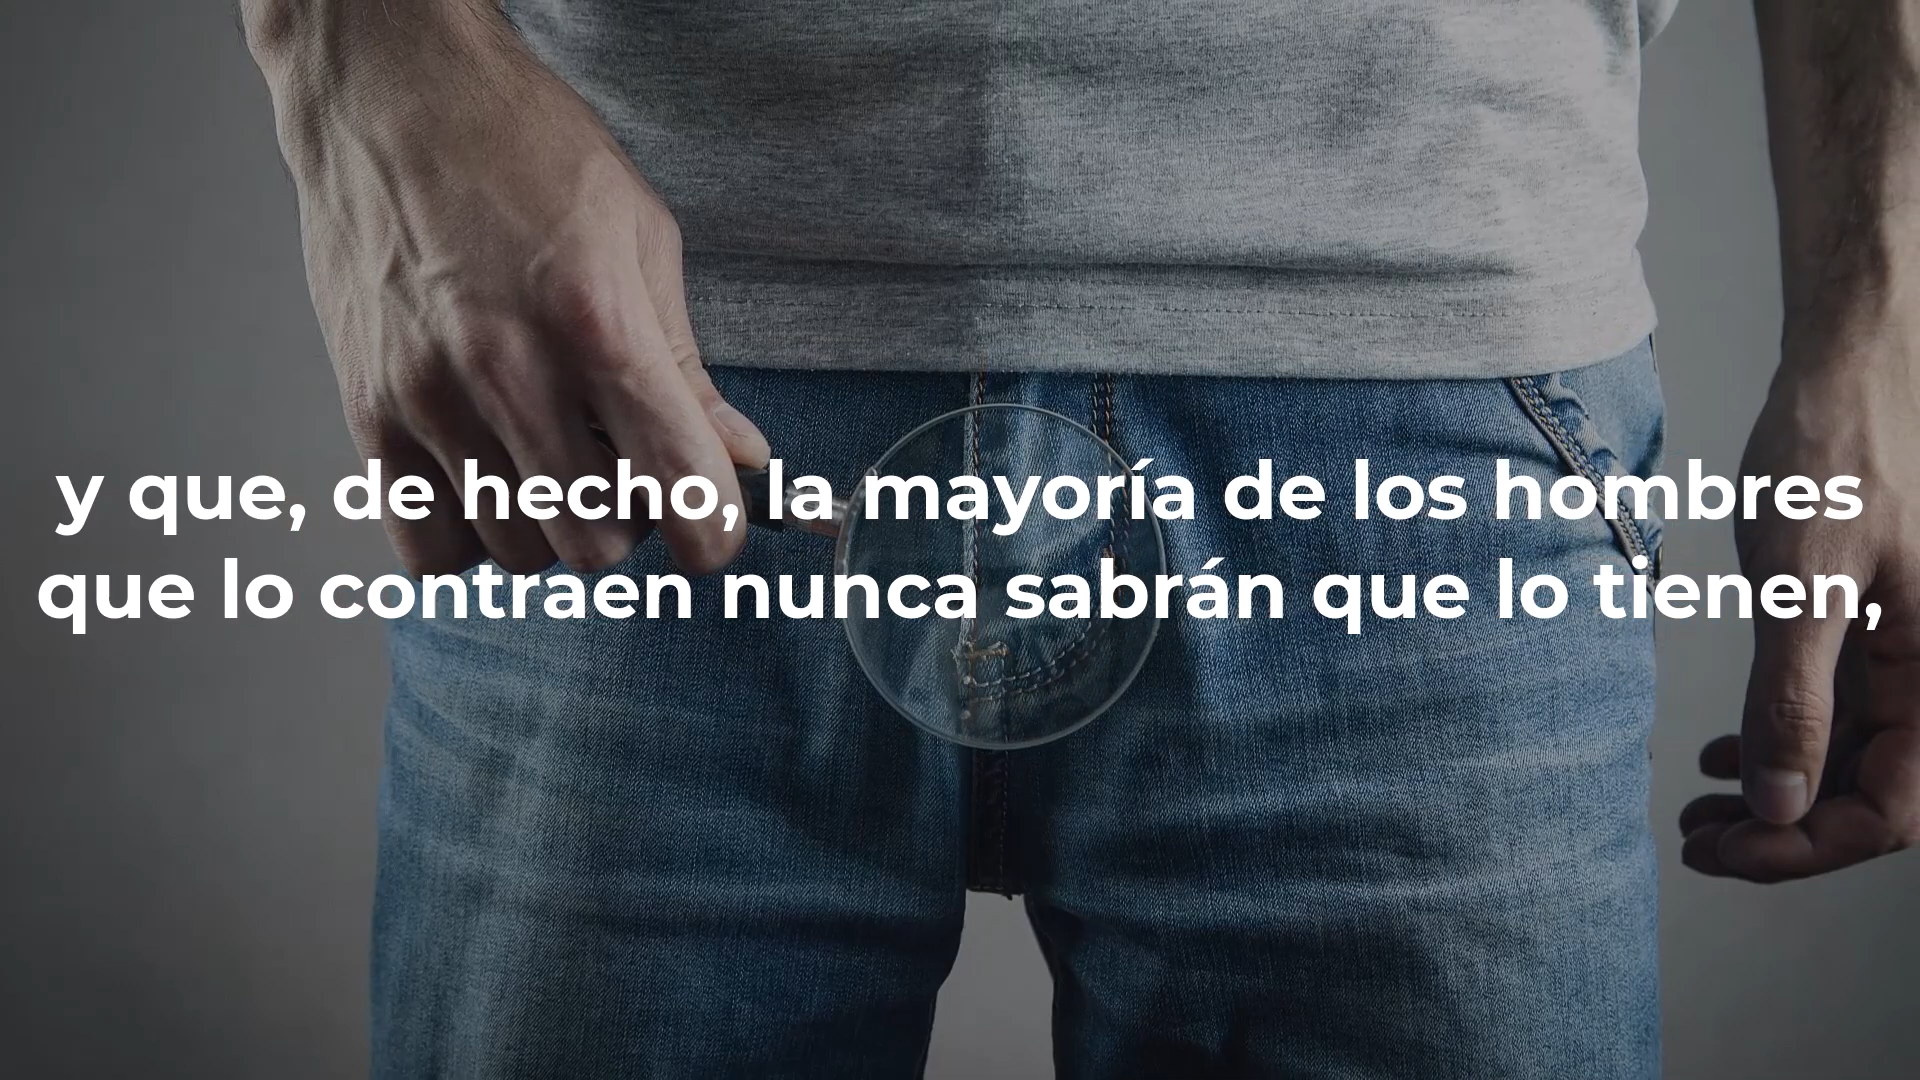 y que, de hecho, la mayoría de los hombres
que lo contraen nunca sabrán que lo tienen,